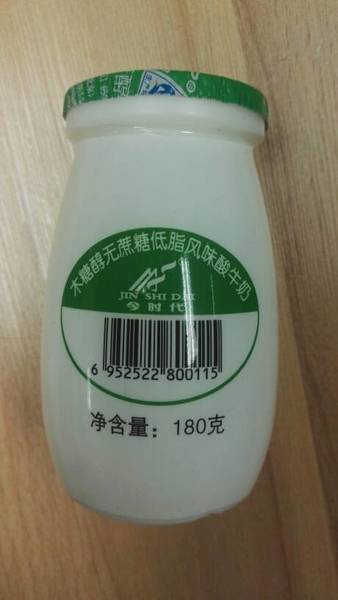 木糖醇无蔗糖低脂风味酸牛奶
JIN SHI DAI
今时代
6 952522 800115
净含量：180克